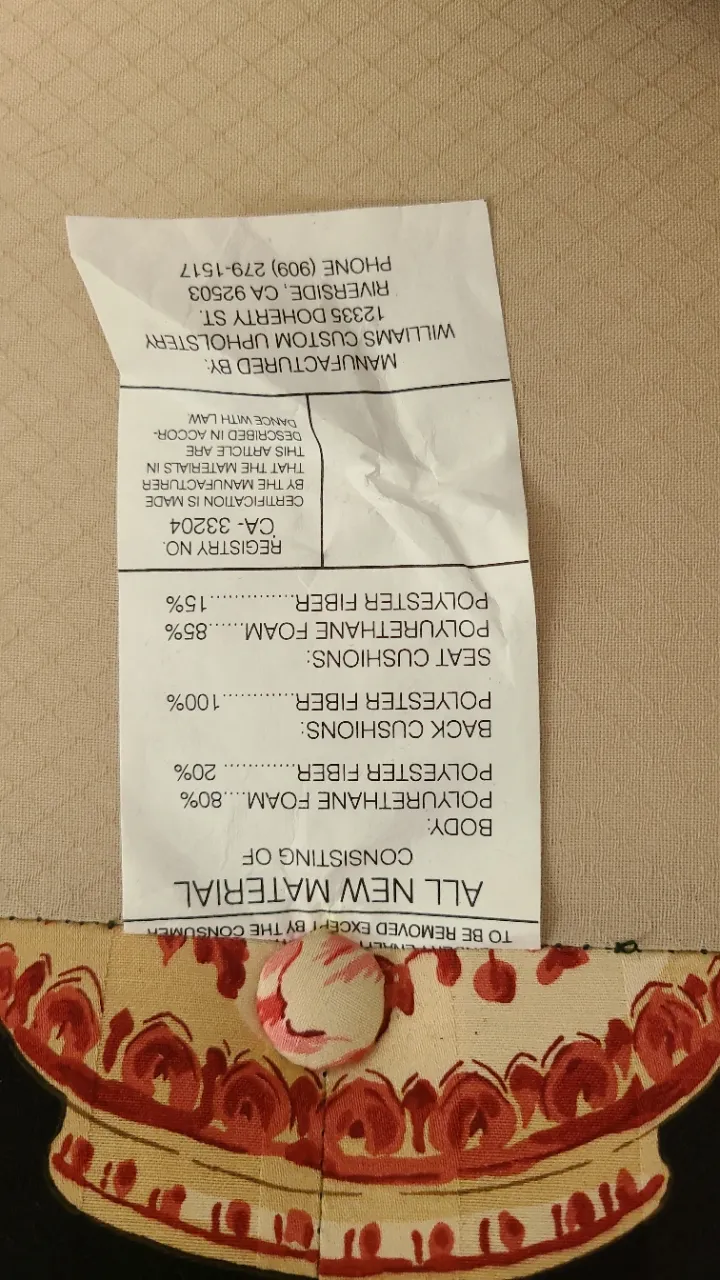 TO BE REMOVED EXCEPT BY THE CONSUMER
ALL NEW MATERIAL
CONSISTING OF
BODY:
POLYURETHANE FOAM....80%
POLYESTER FIBER............ 20%
BACK CUSHIONS:
POLYESTER FIBER............100%
SEAT CUSHIONS:
POLYURETHANE FOAM......85%
POLYESTER FIBER..............15%
REGISTRY NO.
CA- 33204
CERTIFICATION IS MADE
BY THE MANUFACTURER
THAT THE MATERIALS IN
THIS ARTICLE ARE
DESCRIBED IN ACCOR-
DANCE WITH LAW.
MANUFACTURED BY:
WILLIAMS CUSTOM UPHOLSTERY
12335 DOHERTY ST.
RIVERSIDE, CA 92503
PHONE (909) 279-1517